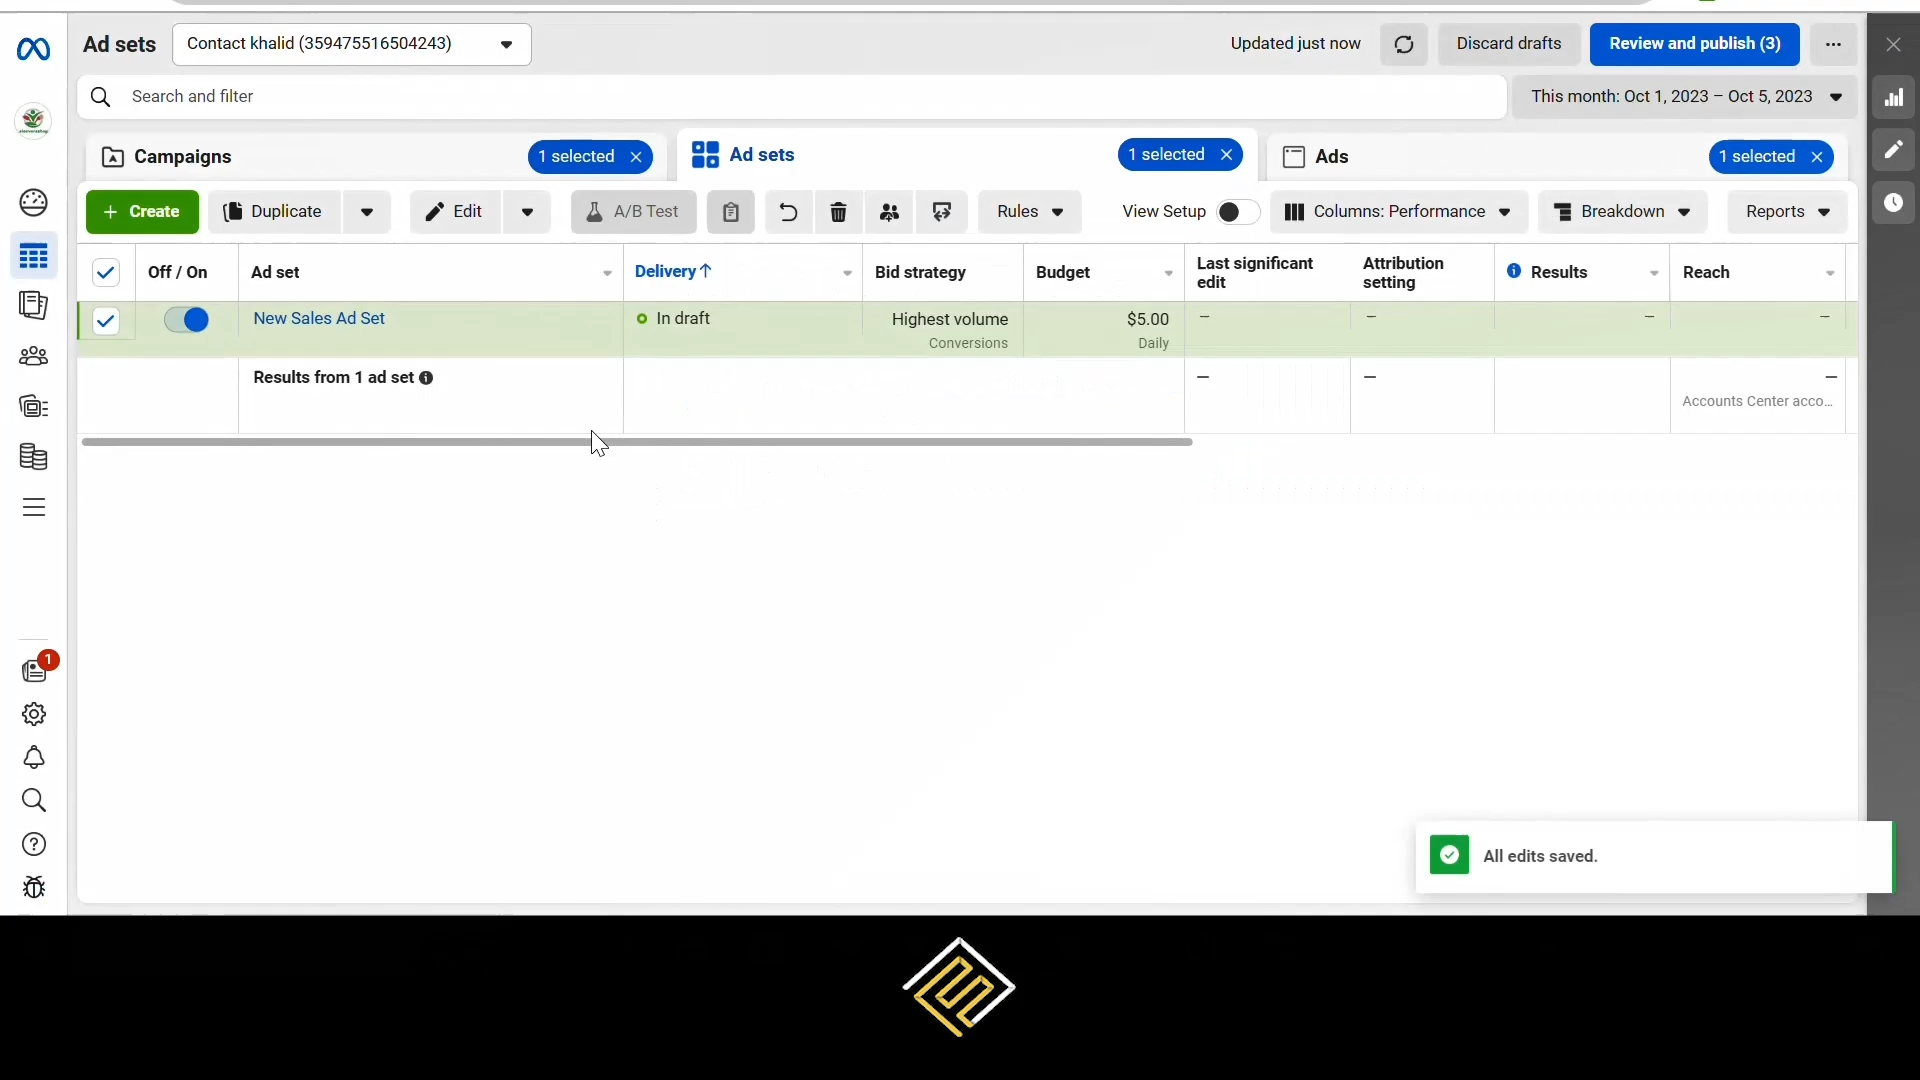 Ad sets
Contact khalid (359475516504243)
Updated just now
Discard drafts
Review and publish (3)
Search and filter
This month: Oct 1, 2023 – Oct 5, 2023
Campaigns
1 selected
Ad sets
1 selected
Ads
1 selected
+ Create
Duplicate
Edit
A/B Test
Rules
View Setup
Columns: Performance
Breakdown
Reports
Off / On
Ad set
Delivery↑
Bid strategy
Budget
Last significant
edit
Attribution
setting
Results
Reach
New Sales Ad Set
In draft
Highest volume
Conversions
$5.00
Daily
–
–
–
–
Results from 1 ad set
–
–
–
Accounts Center acco...
1
All edits saved.